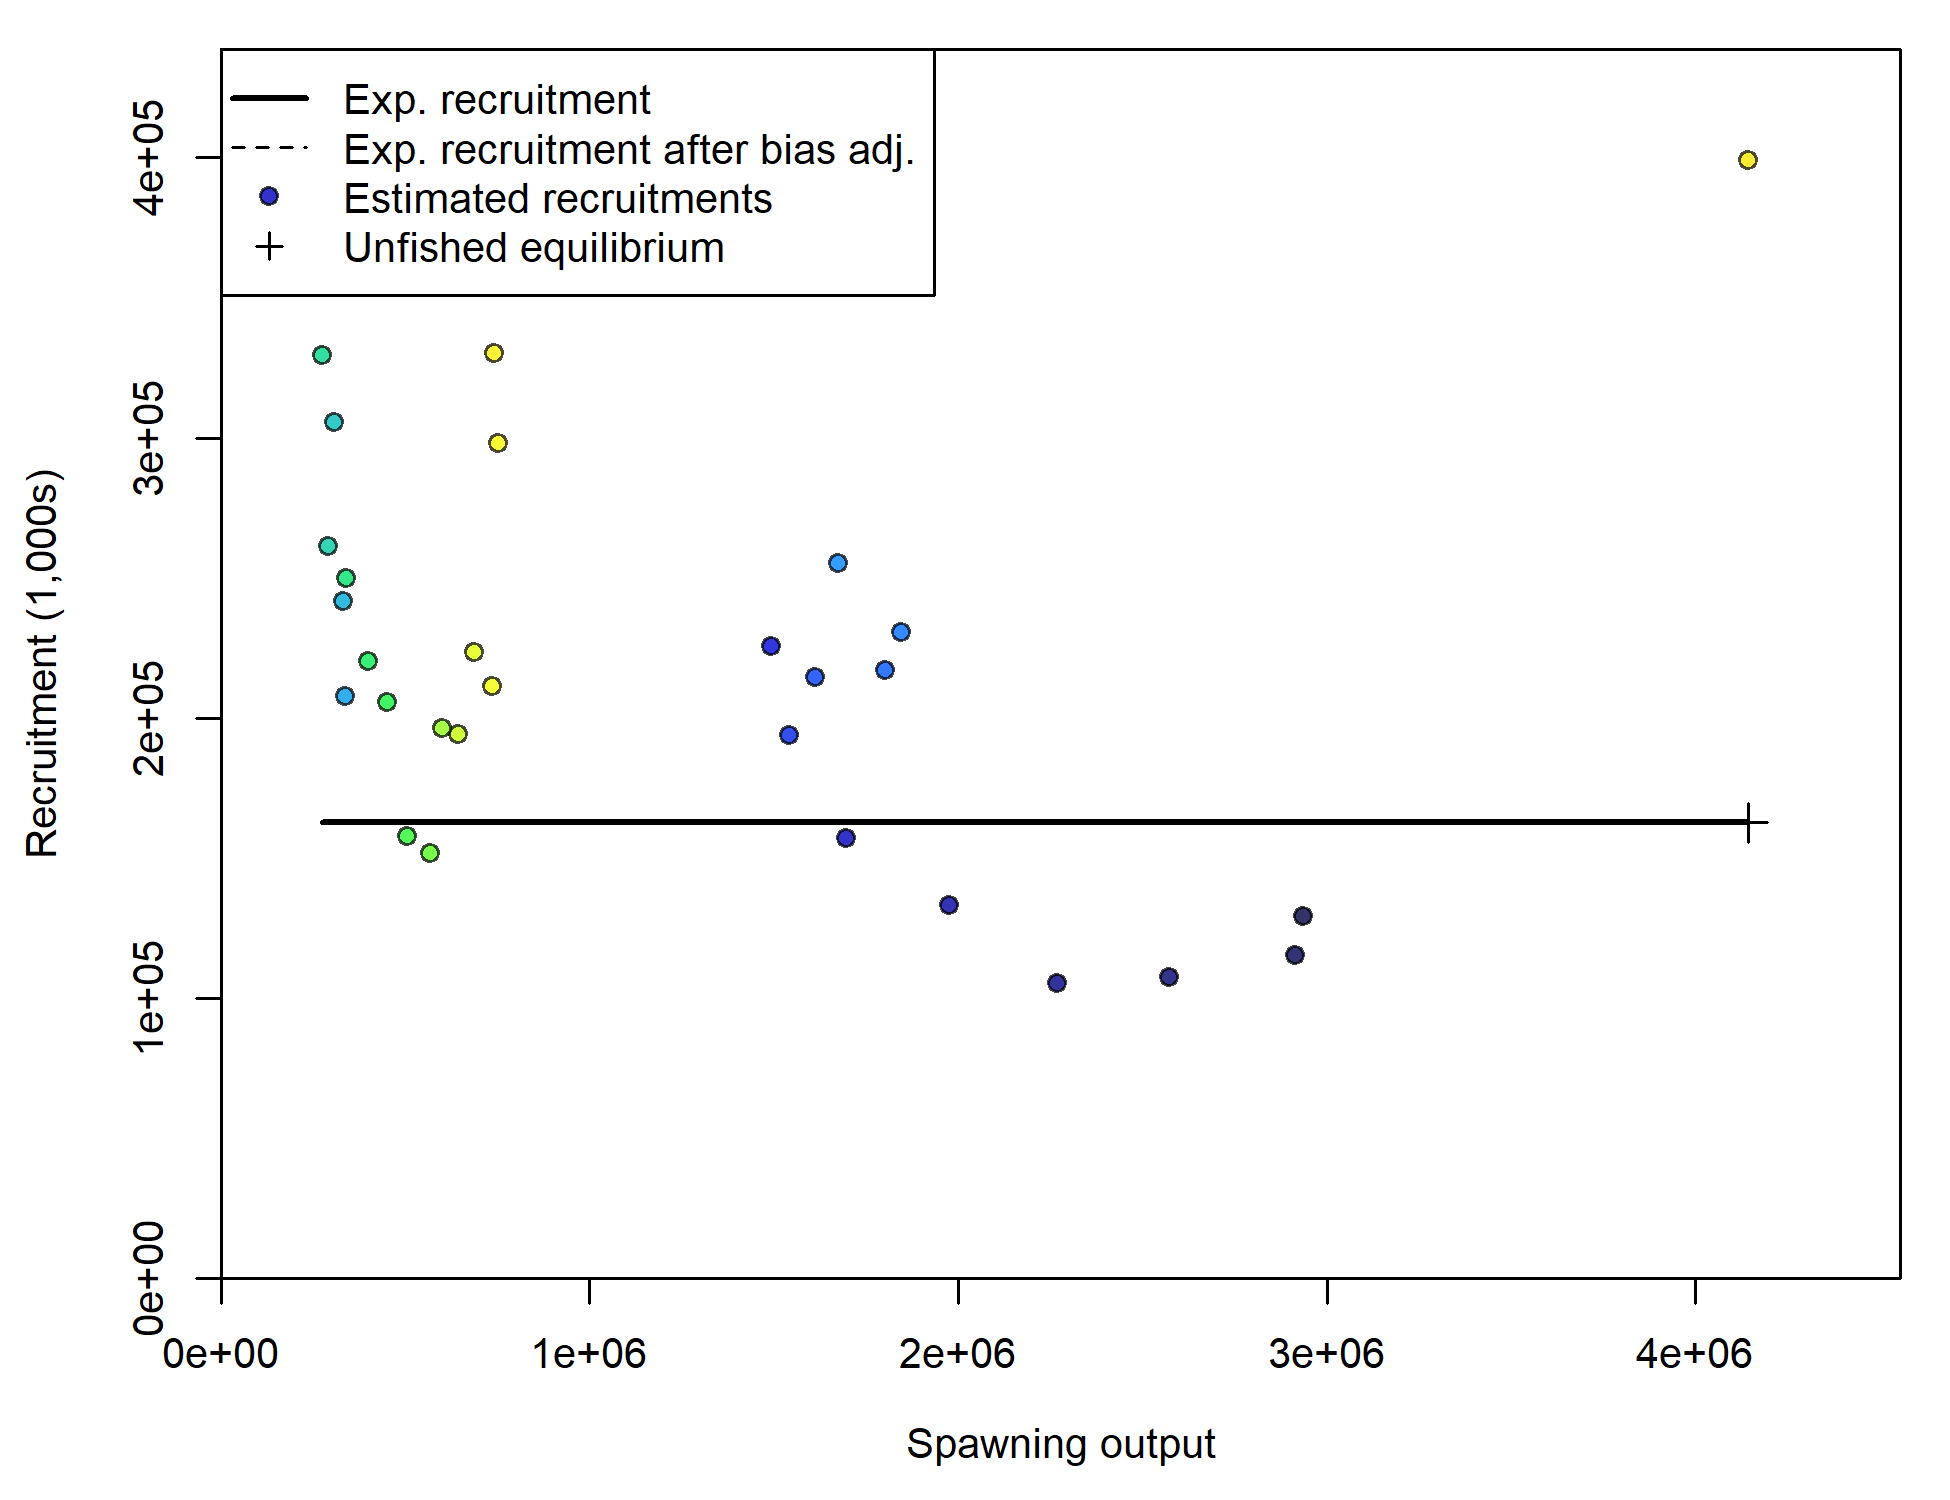 Exp. recruitment
Exp. recruitment after bias adj.
Estimated recruitments
Unfished equilibrium
Recruitment (1,000s)
4e+05
3e+05
2e+05
1e+05
0e+00
0e+00 1e+06 2e+06 3e+06 4e+06
Spawning output